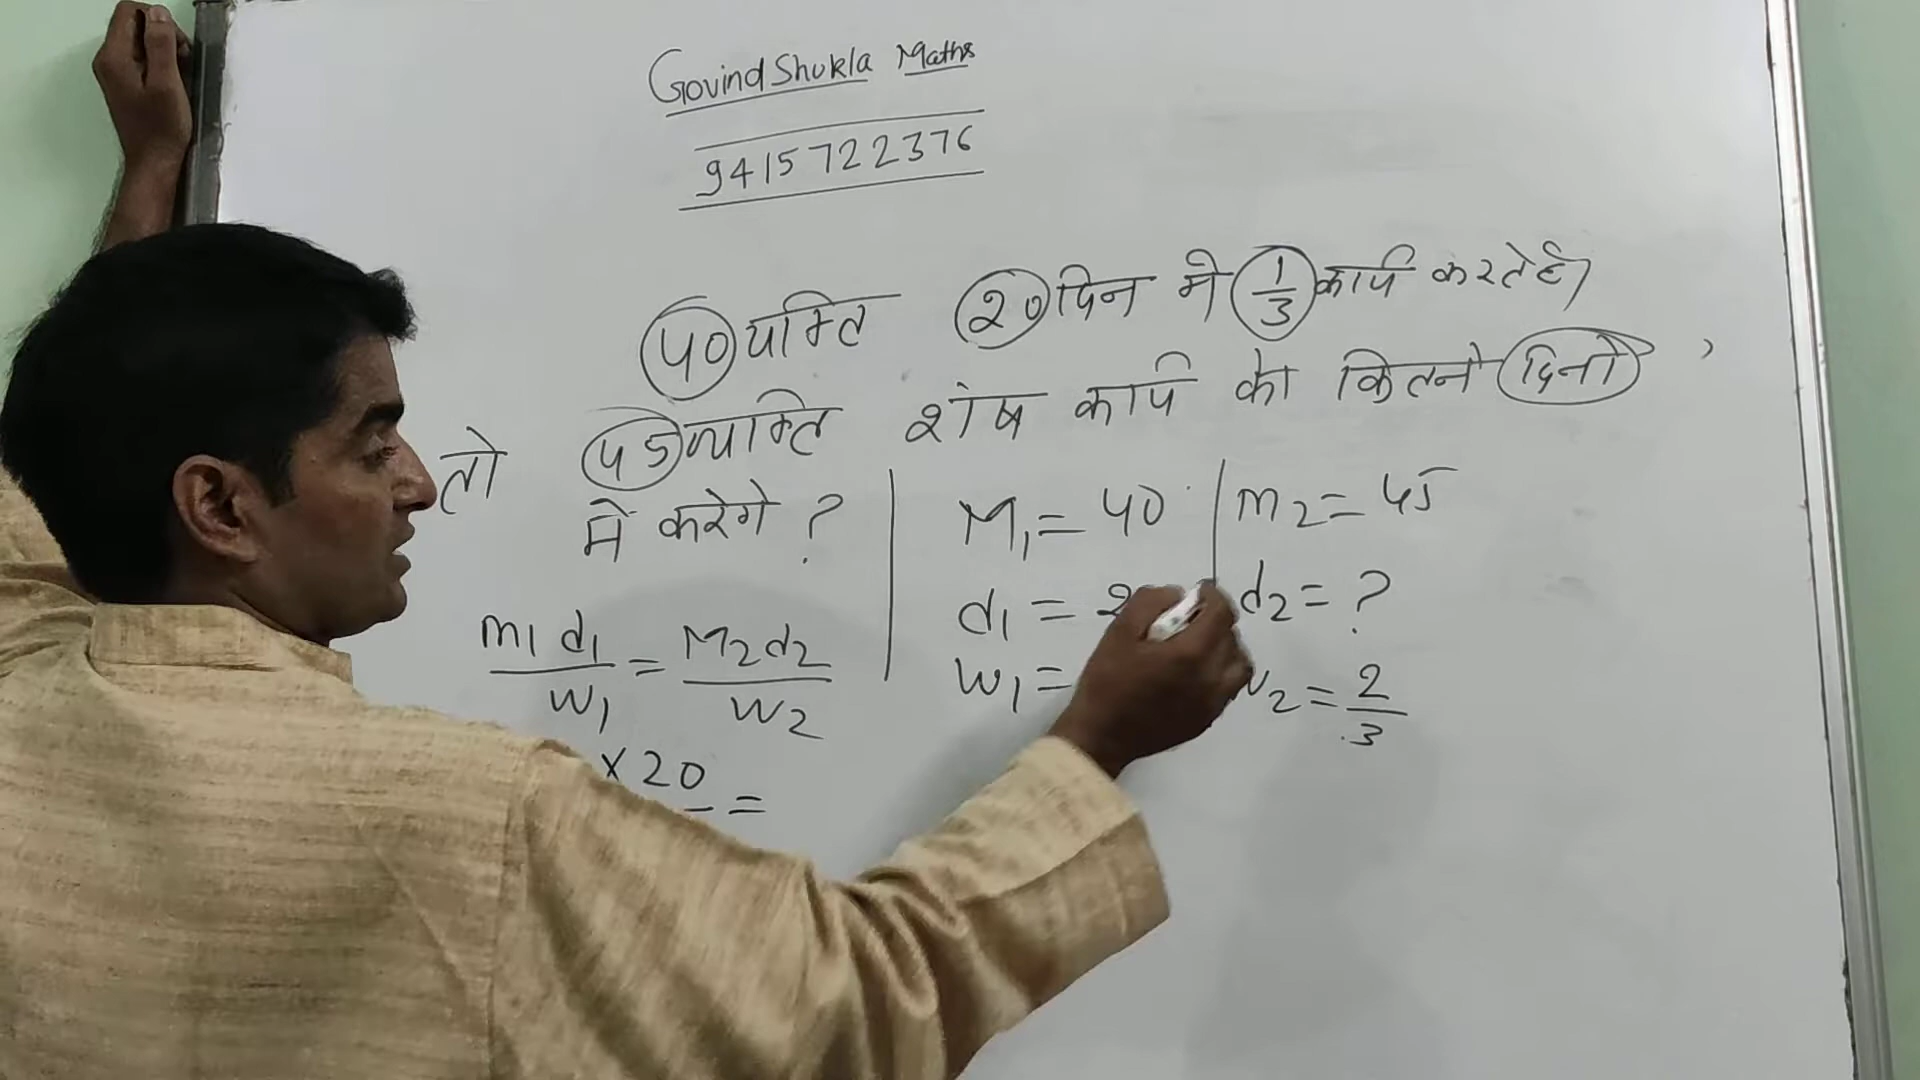 Govind Shukla Maths
9415722376
40 व्यक्ति 20 दिन मे 1/3 कार्य करते है।
तो 45 व्यक्ति शेष कार्य को कितने दिनो
में करेगे ?
M1 = 40
m2 = 45
d1 = 2
d2 = ?
W1 =
W2 = 2/3
m1 d1 / W1 = M2 d2 / W2
× 20 =